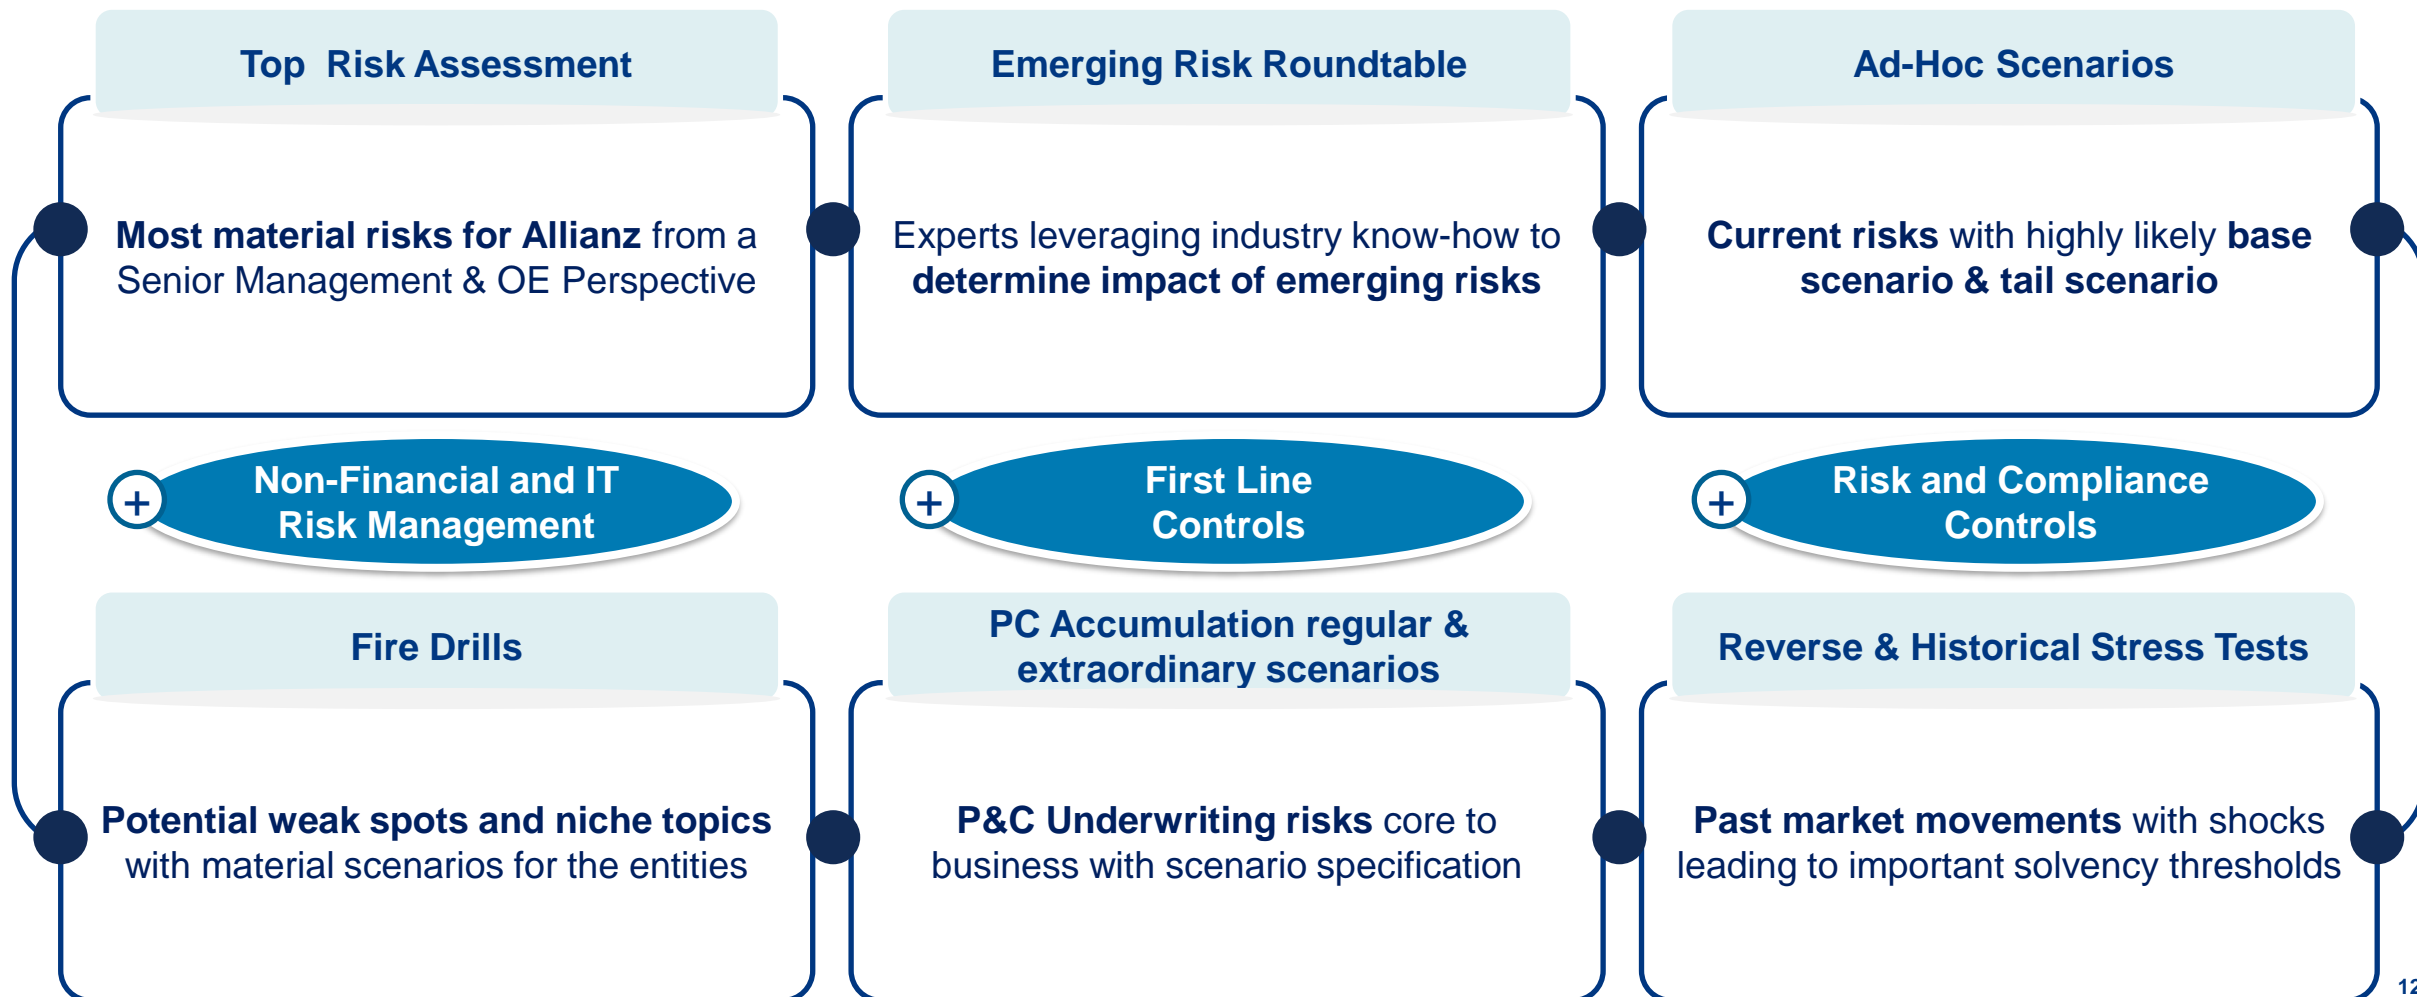 Top Risk Assessment
Most material risks for Allianz from a
Senior Management & OE Perspective
Emerging Risk Roundtable
Experts leveraging industry know-how to
determine impact of emerging risks
Ad-Hoc Scenarios
Current risks with highly likely base
scenario & tail scenario
+
Non-Financial and IT
Risk Management
+
First Line
Controls
+
Risk and Compliance
Controls
Fire Drills
Potential weak spots and niche topics
with material scenarios for the entities
PC Accumulation regular &
extraordinary scenarios
P&C Underwriting risks core to
business with scenario specification
Reverse & Historical Stress Tests
Past market movements with shocks
leading to important solvency thresholds
12